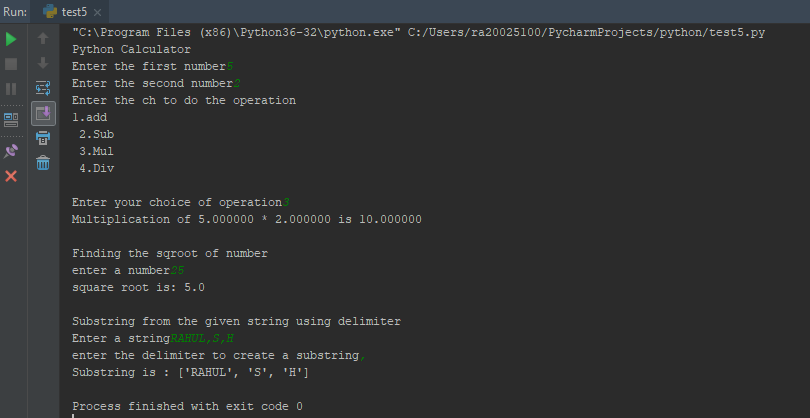 Run: test5
"C:\Program Files (x86)\Python36-32\python.exe" C:/Users/ra20025100/PycharmProjects/python/test5.py
Python Calculator
Enter the first number5
Enter the second number2
Enter the ch to do the operation
1.add
2.Sub
3.Mul
4.Div
Enter your choice of operation3
Multiplication of 5.000000 * 2.000000 is 10.000000
Finding the sqroot of number
enter a number25
square root is: 5.0
Substring from the given string using delimiter
Enter a stringRAHUL,S,H
enter the delimiter to create a substring,
Substring is : ['RAHUL', 'S', 'H']
Process finished with exit code 0